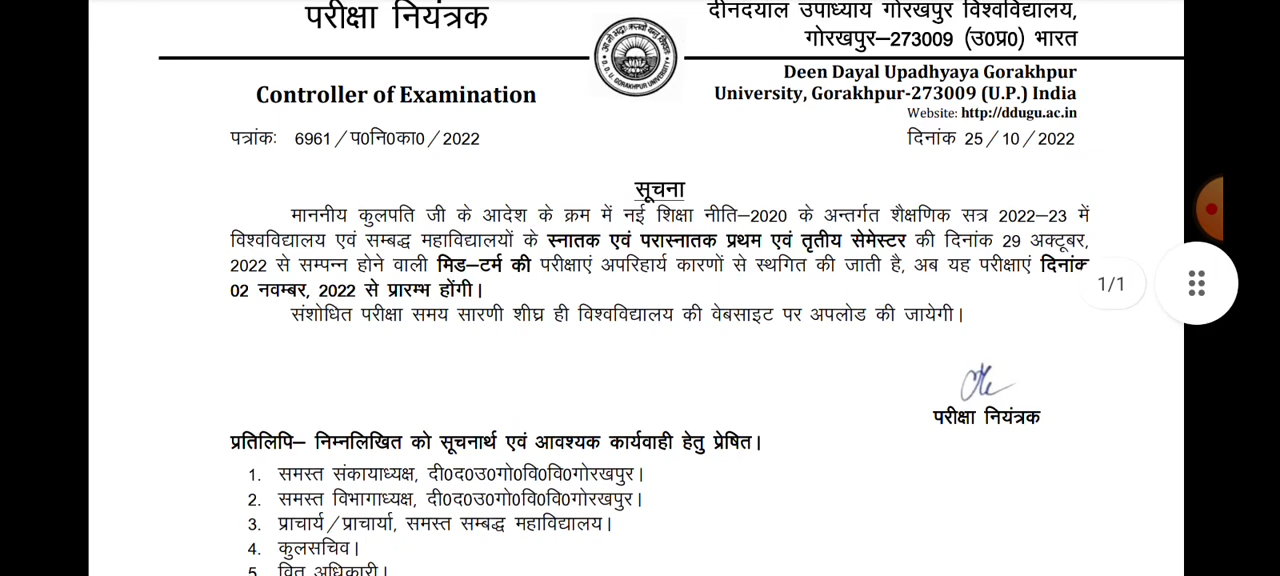 परीक्षा नियंत्रक
दीनदयाल उपाध्याय गोरखपुर विश्वविद्यालय,
गोरखपुर–273009 (उ0प्र0) भारत
Controller of Examination
Deen Dayal Upadhyaya Gorakhpur
University, Gorakhpur-273009 (U.P.) India
Website: http://ddugu.ac.in
पत्रांकः 6961/प0नि0का0/2022
दिनांक 25/10/2022
सूचना
माननीय कुलपति जी के आदेश के क्रम में नई शिक्षा नीति–2020 के अन्तर्गत शैक्षणिक सत्र 2022–23 में
विश्वविद्यालय एवं सम्बद्ध महाविद्यालयों के स्नातक एवं परास्नातक प्रथम एवं तृतीय सेमेस्टर की दिनांक 29 अक्टूबर,
2022 से सम्पन्न होने वाली मिड–टर्म की परीक्षाएं अपरिहार्य कारणों से स्थगित की जाती है, अब यह परीक्षाएं दिनांक
02 नवम्बर, 2022 से प्रारम्भ होंगी।
संशोधित परीक्षा समय सारणी शीघ्र ही विश्वविद्यालय की वेबसाइट पर अपलोड की जायेगी।
1/1
परीक्षा नियंत्रक
प्रतिलिपि– निम्नलिखित को सूचनार्थ एवं आवश्यक कार्यवाही हेतु प्रेषित।
1. समस्त संकायाध्यक्ष, दी0द0उ0गो0वि0वि0गोरखपुर।
2. समस्त विभागाध्यक्ष, दी0द0उ0गो0वि0वि0गोरखपुर।
3. प्राचार्य/प्राचार्या, समस्त सम्बद्ध महाविद्यालय।
4. कुलसचिव।
5. वित्त अधिकारी।